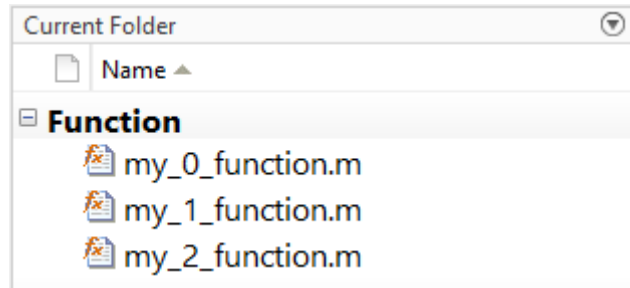 Current Folder
Name
Function
my_0_function.m
my_1_function.m
my_2_function.m